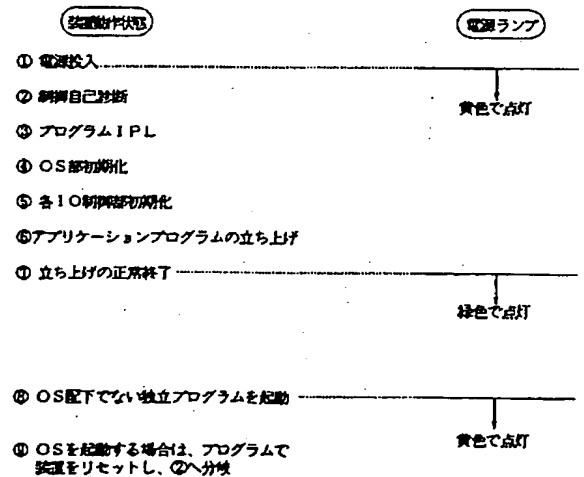 装置動作状態
電源ランプ
① 電源投入
黄色で点灯
② 制御自己診断
③ プログラムIPL
④ OS部初期化
⑤ 各IO制御部初期化
⑥アプリケーションプログラムの立ち上げ
⑦ 立ち上げの正常終了
緑色で点灯
⑧ OS配下でない独立プログラムを起動
黄色で点灯
⑨ OSを起動する場合は、プログラムで
装置をリセットし、②へ分岐